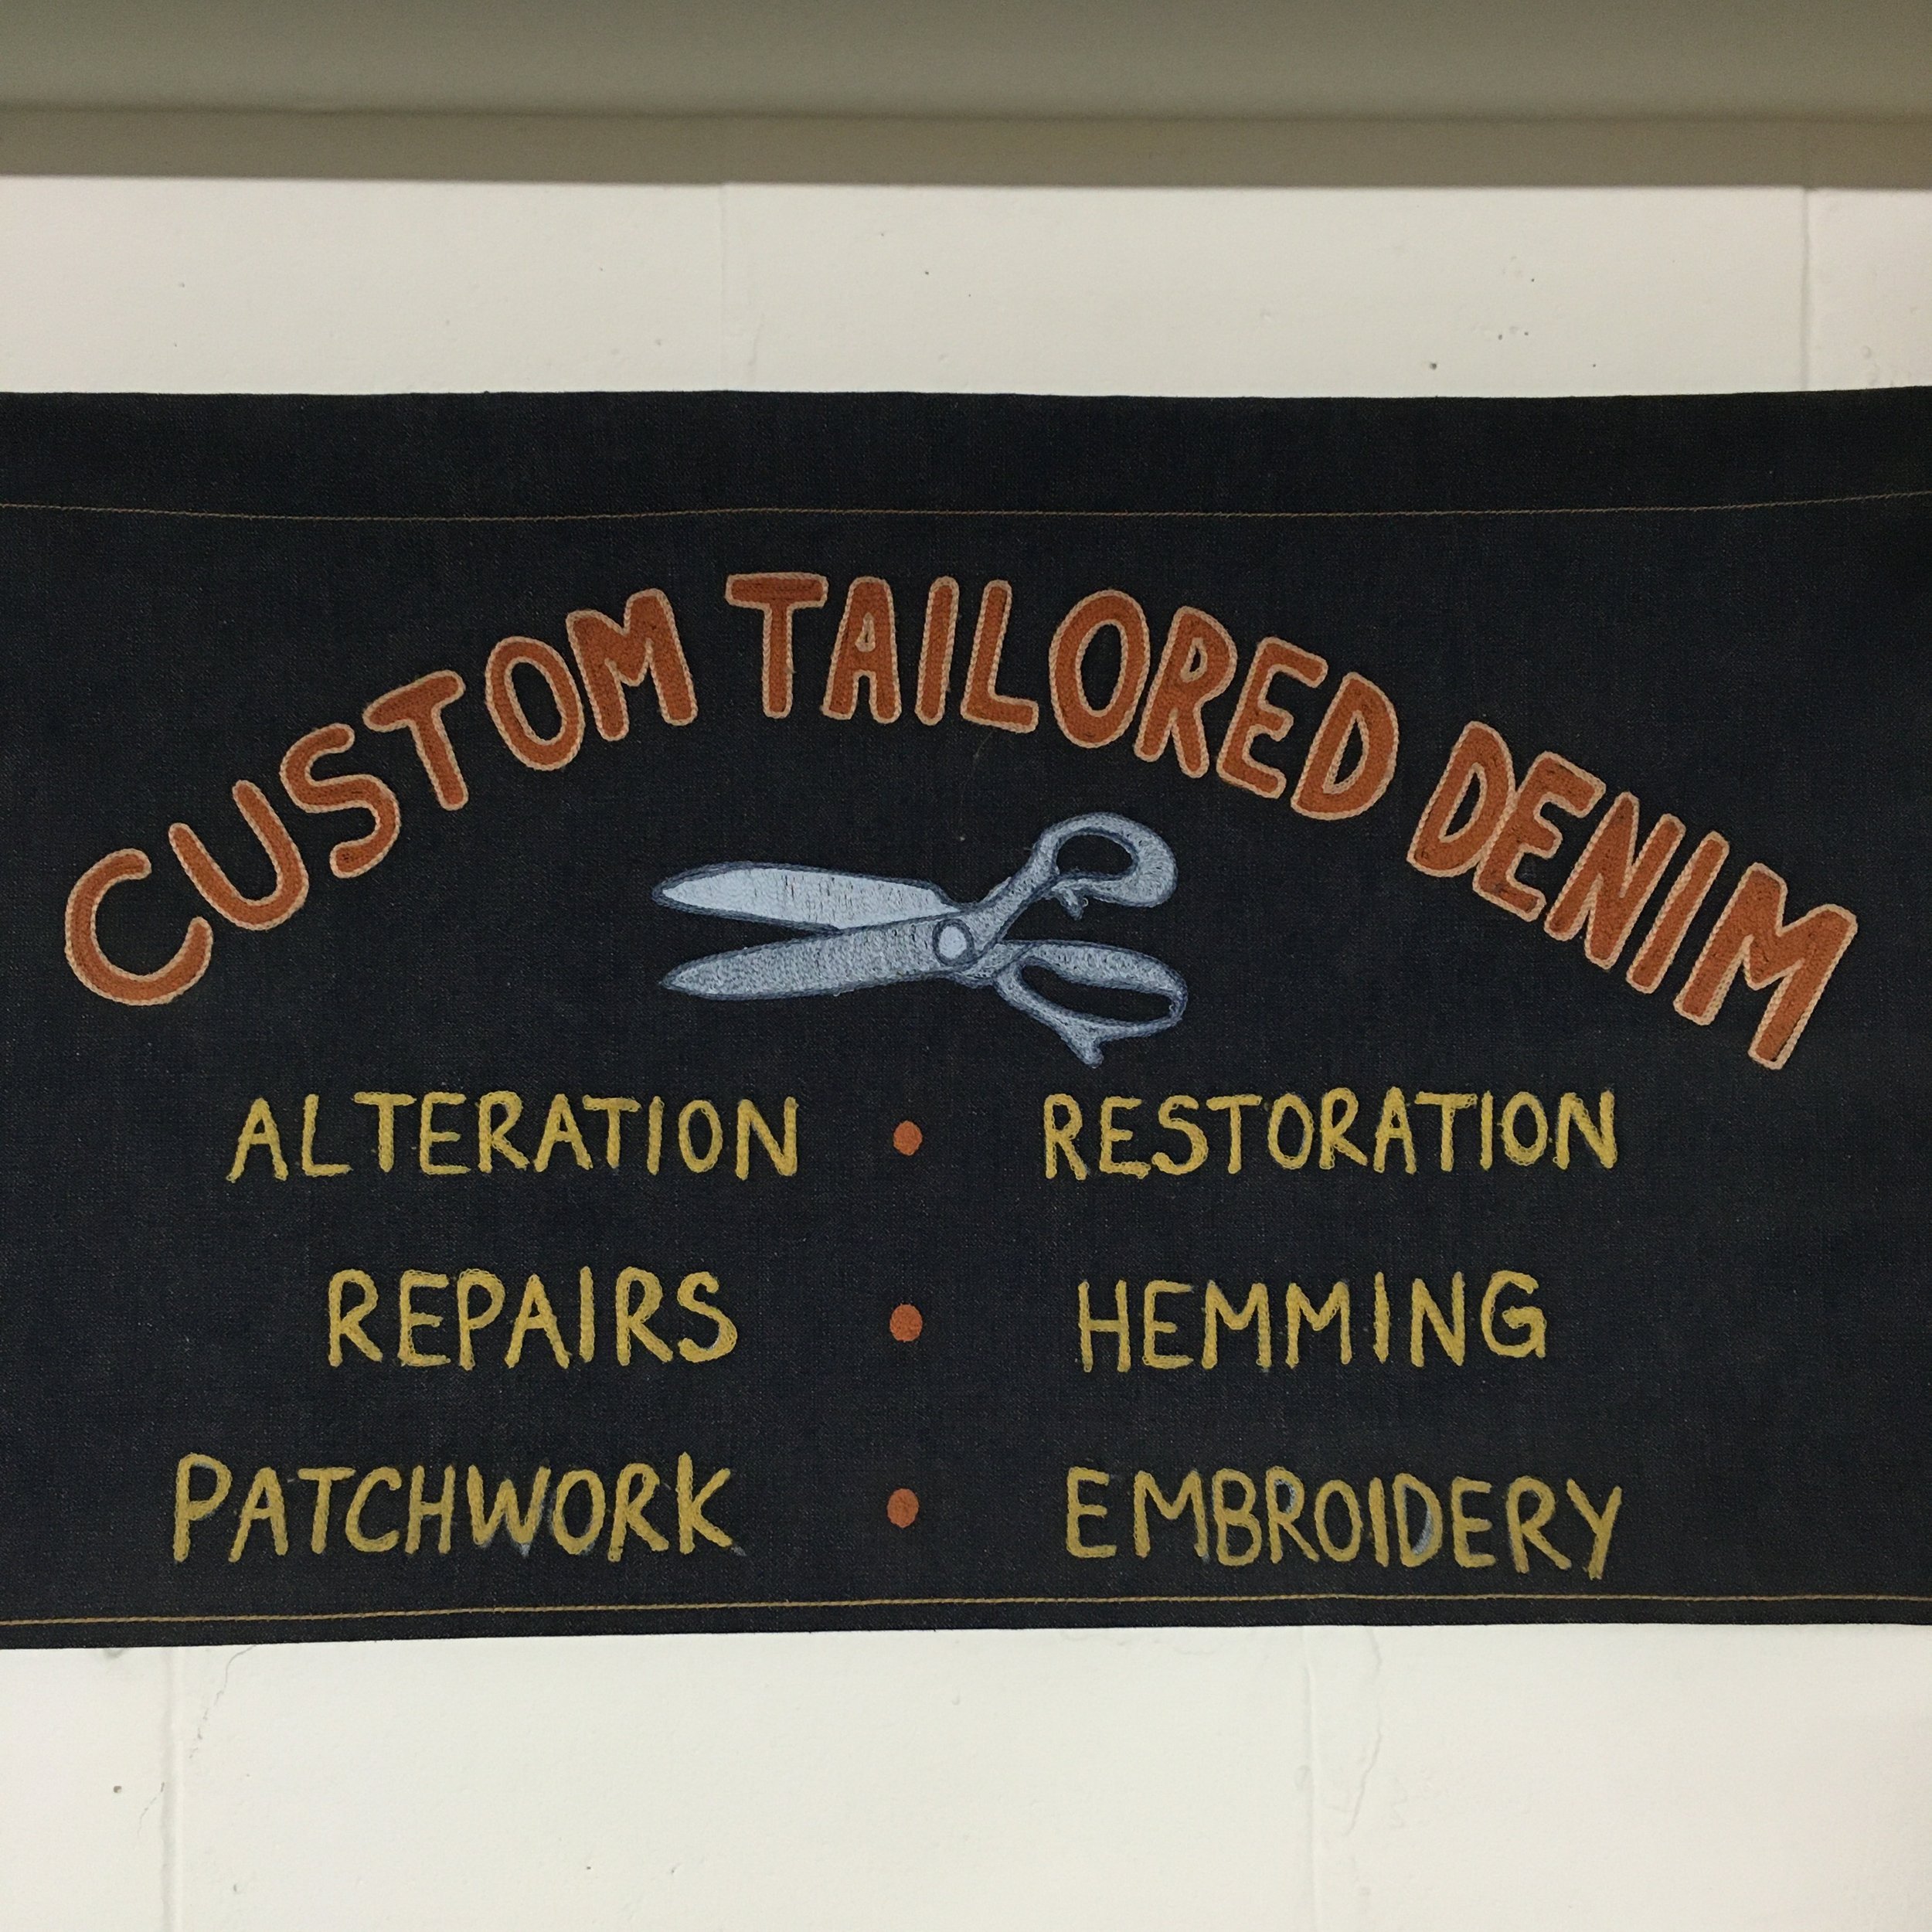 CUSTOM TAILORED DENIM
ALTERATION • RESTORATION
REPAIRS • HEMMING
PATCHWORK • EMBROIDERY